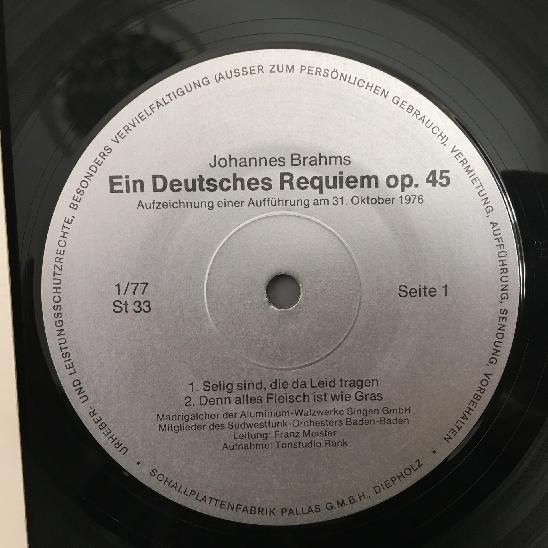 URHEBER- UND LEISTUNGSSCHUTZRECHTE, BESONDERS VERVIELFÄLTIGUNG (AUSSER ZUM PERSÖNLICHEN GEBRAUCH), VERMIETUNG, AUFFÜHRUNG, SENDUNG, VORBEHALTEN
Johannes Brahms
Ein Deutsches Requiem op. 45
Aufzeichnung einer Aufführung am 31. Oktober 1976
1/77
St 33
Seite 1
1. Selig sind, die da Leid tragen
2. Denn alles Fleisch ist wie Gras
Madrigalchor der Aluminium-Walzwerke Singen GmbH
Mitglieder des Südwestfunk-Orchesters Baden-Baden
Leitung: Franz Meister
Aufnahme: Tonstudio Rank
• SCHALLPLATTENFABRIK PALLAS G.M.B.H., DIEPHOLZ •